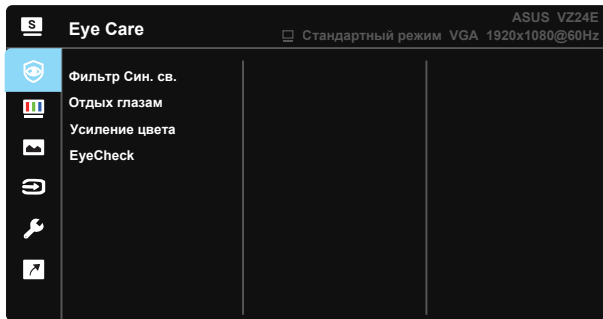 S
Eye Care
ASUS VZ24E
Стандартный режим VGA 1920x1080@60Hz
Фильтр Син. св.
Отдых глазам
Усиление цвета
EyeCheck